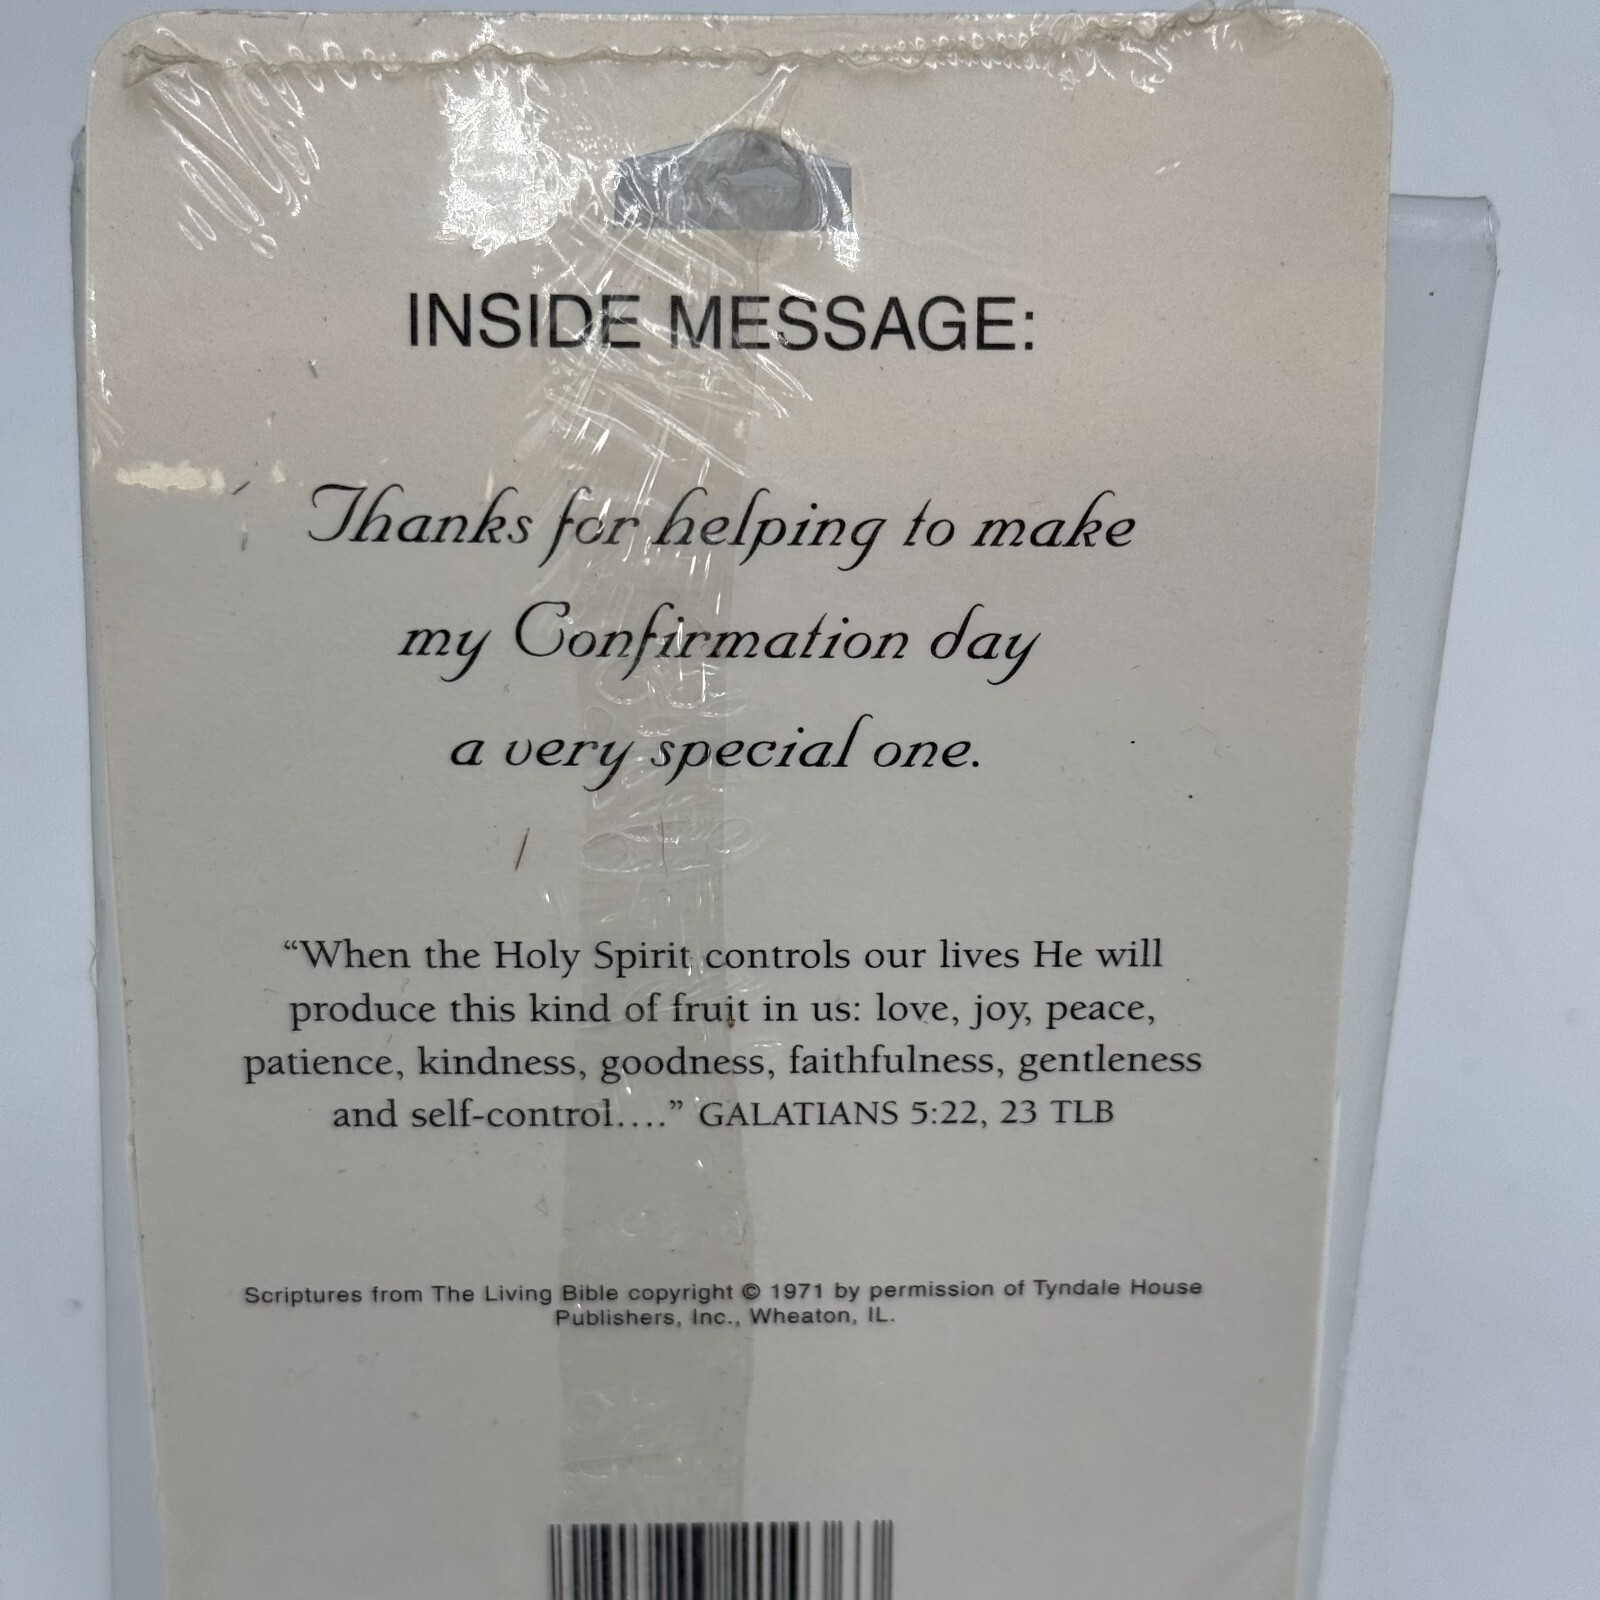 INSIDE MESSAGE:
Thanks for helping to make
my Confirmation day
a very special one.
“When the Holy Spirit controls our lives He will
produce this kind of fruit in us: love, joy, peace,
patience, kindness, goodness, faithfulness, gentleness
and self-control....” GALATIANS 5:22, 23 TLB
Scriptures from The Living Bible copyright © 1971 by permission of Tyndale House
Publishers, Inc., Wheaton, IL.